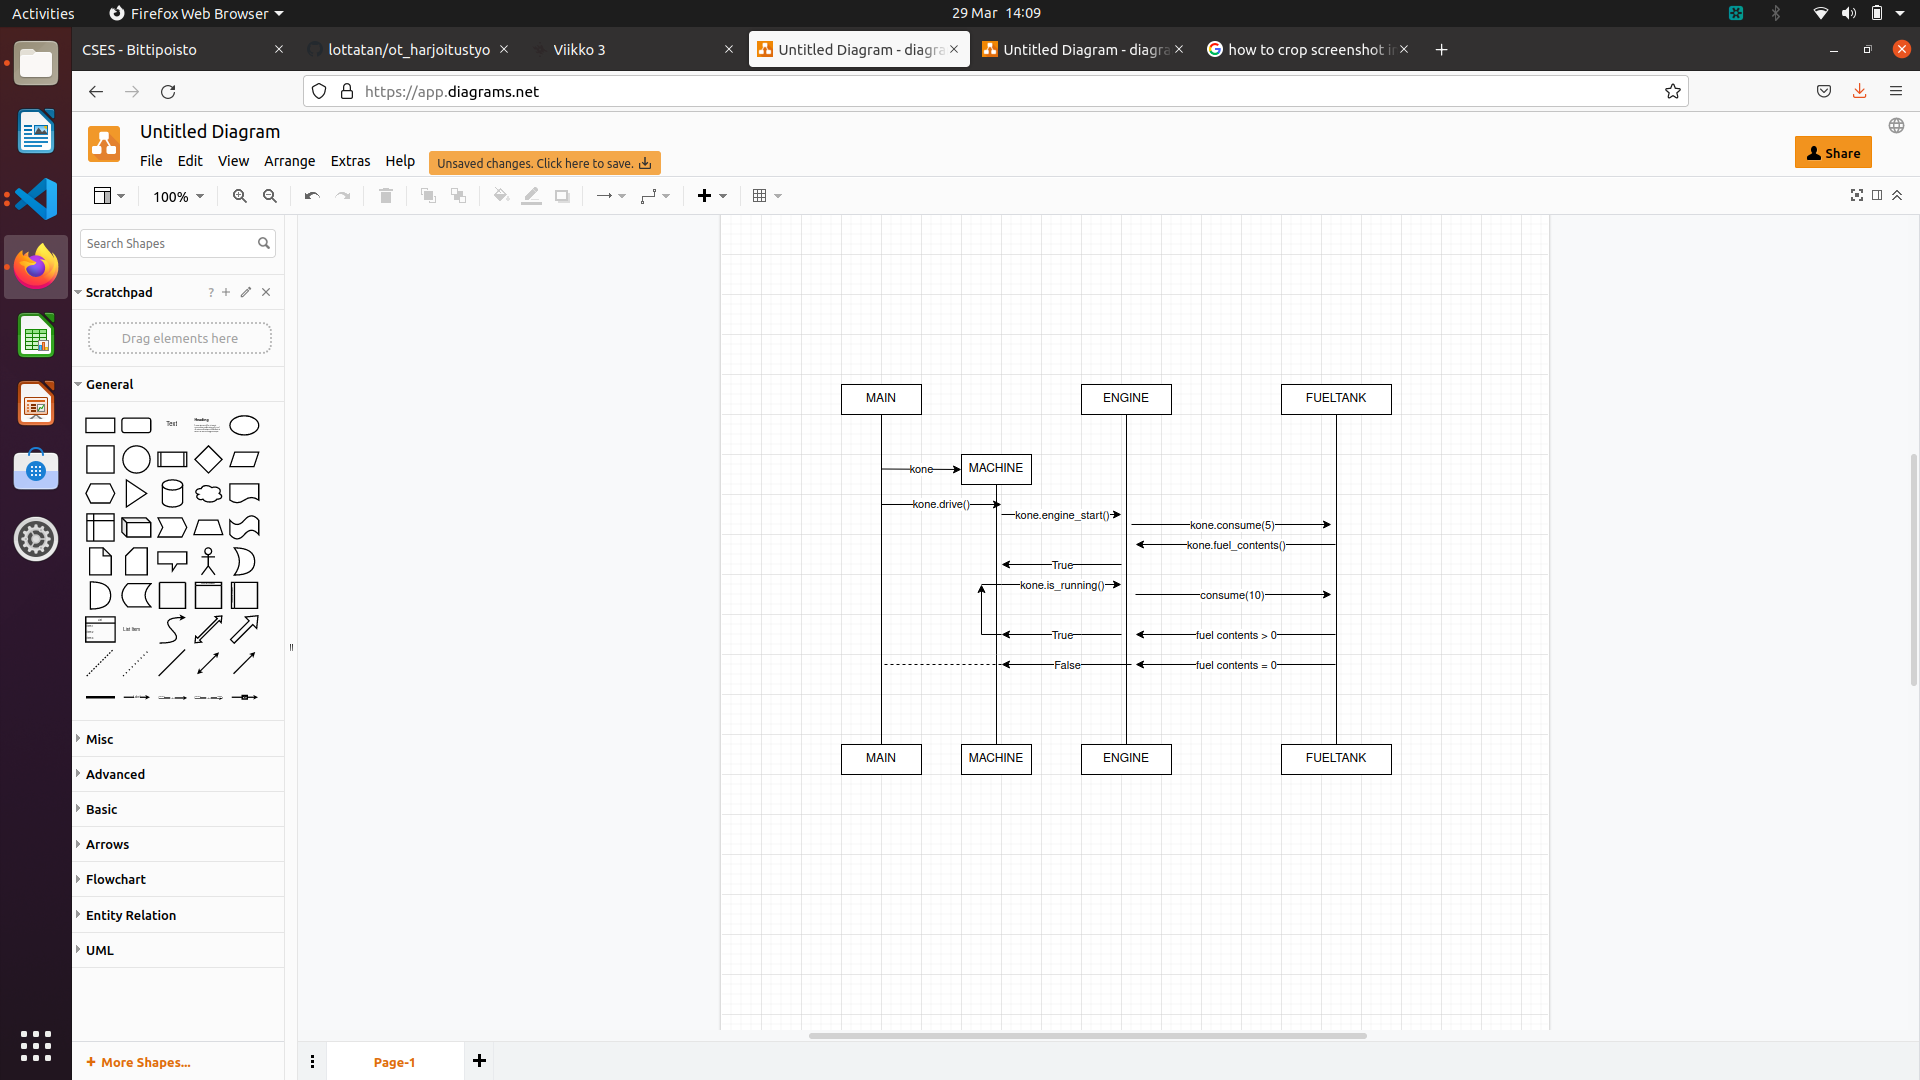 Activities
Firefox Web Browser
29 Mar 14:09
CSES - Bittipoisto
lottatan/ot_harjoitustyo
Viikko 3
Untitled Diagram - diagra
Untitled Diagram - diagra
how to crop screenshot i
https://app.diagrams.net
Untitled Diagram
File Edit View Arrange Extras Help
Unsaved changes. Click here to save.
Share
100%
Search Shapes
Scratchpad
?
Drag elements here
General
Text
Heading
List Item
Misc
Advanced
Basic
Arrows
Flowchart
Entity Relation
UML
+ More Shapes...
MAIN
ENGINE
FUELTANK
kone
MACHINE
kone.drive()
kone.engine_start()
kone.consume(5)
kone.fuel_contents()
True
kone.is_running()
consume(10)
True
fuel contents > 0
False
fuel contents = 0
MAIN
MACHINE
ENGINE
FUELTANK
Page-1